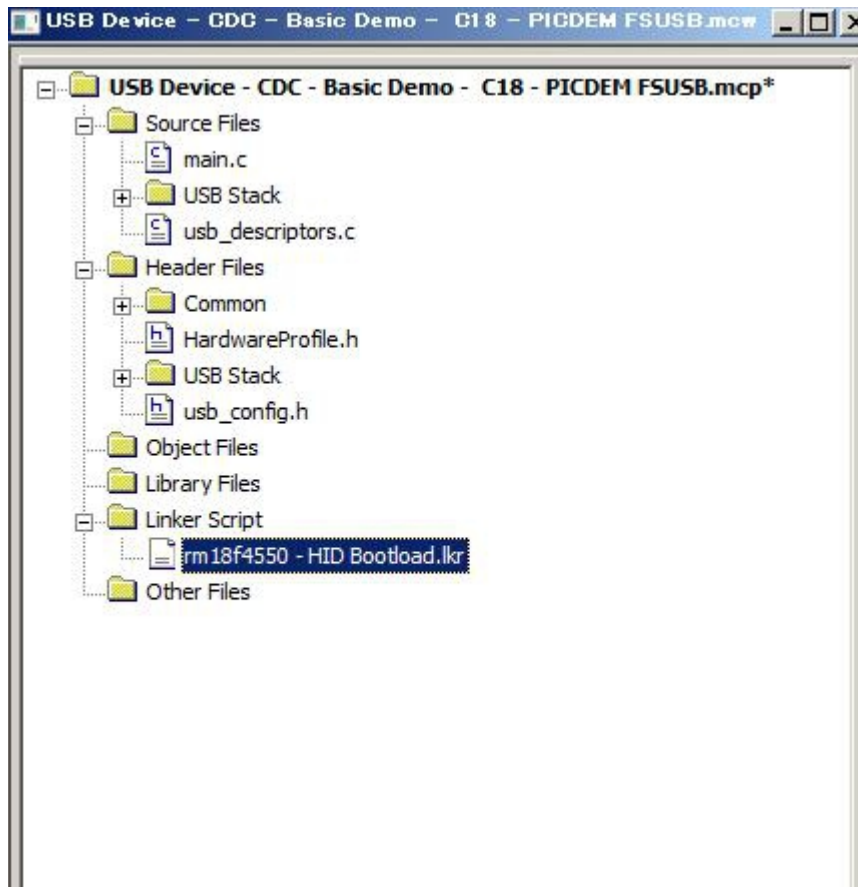 USB Device - CDC - Basic Demo - C18 - PICDEM FSUSB.mcw
USB Device - CDC - Basic Demo - C18 - PICDEM FSUSB.mcp*
Source Files
main.c
USB Stack
usb_descriptors.c
Header Files
Common
HardwareProfile.h
USB Stack
usb_config.h
Object Files
Library Files
Linker Script
rm18f4550 - HID Bootload.lkr
Other Files